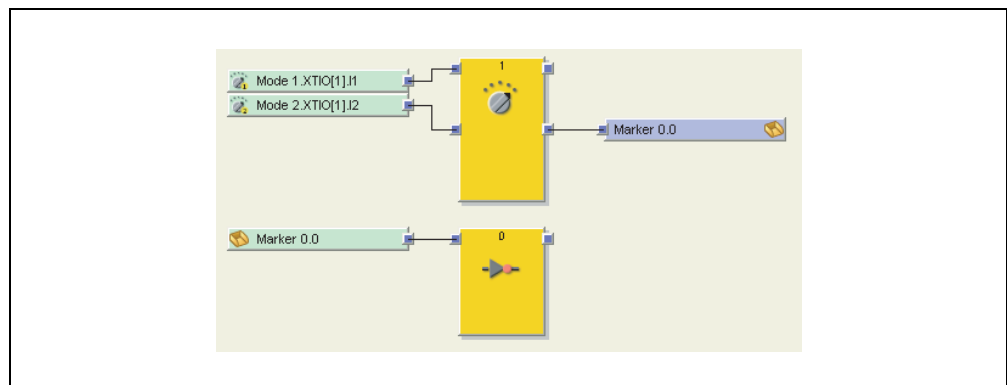 Mode 1.XTIO[1].I1
Mode 2.XTIO[1].I2
1
Marker 0.0
Marker 0.0
0